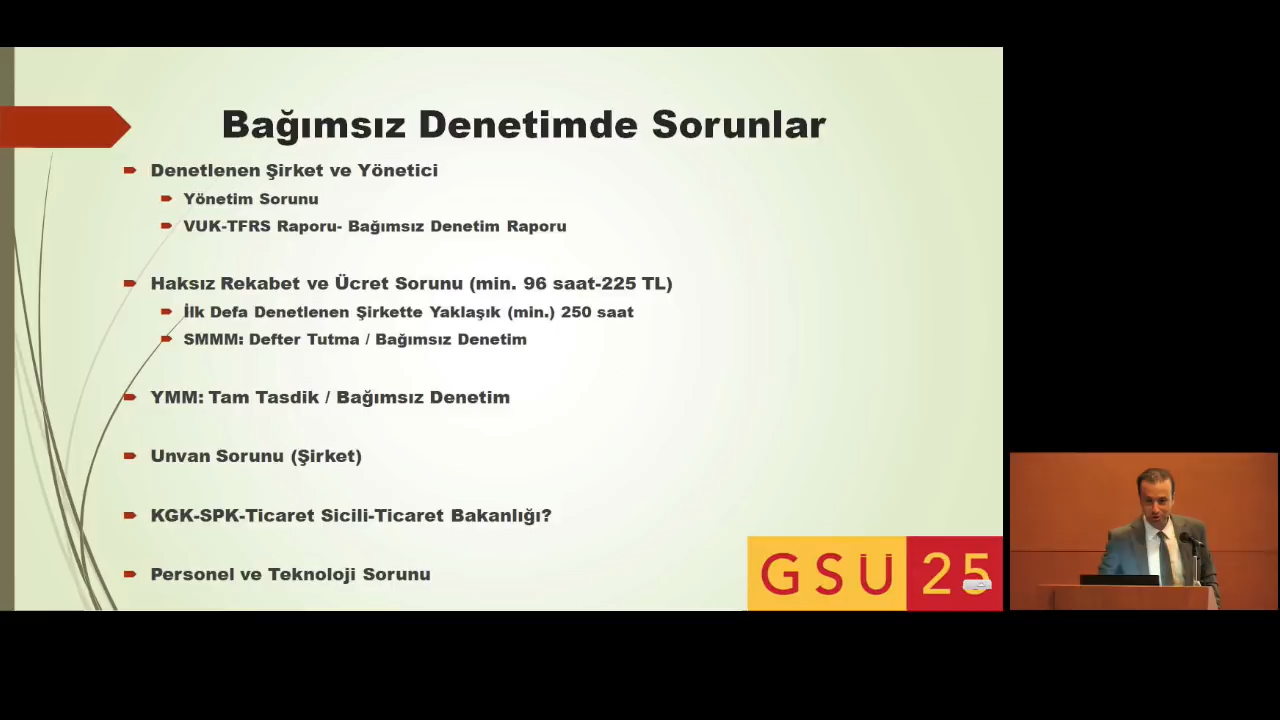 Bağımsız Denetimde Sorunlar
Denetlenen Şirket ve Yönetici
Yönetim Sorunu
VUK-TFRS Raporu- Bağımsız Denetim Raporu
Haksız Rekabet ve Ücret Sorunu (min. 96 saat-225 TL)
İlk Defa Denetlenen Şirkette Yaklaşık (min.) 250 saat
SMMM: Defter Tutma / Bağımsız Denetim
YMM: Tam Tasdik / Bağımsız Denetim
Unvan Sorunu (Şirket)
KGK-SPK-Ticaret Sicili-Ticaret Bakanlığı?
Personel ve Teknoloji Sorunu
GSÜ 25